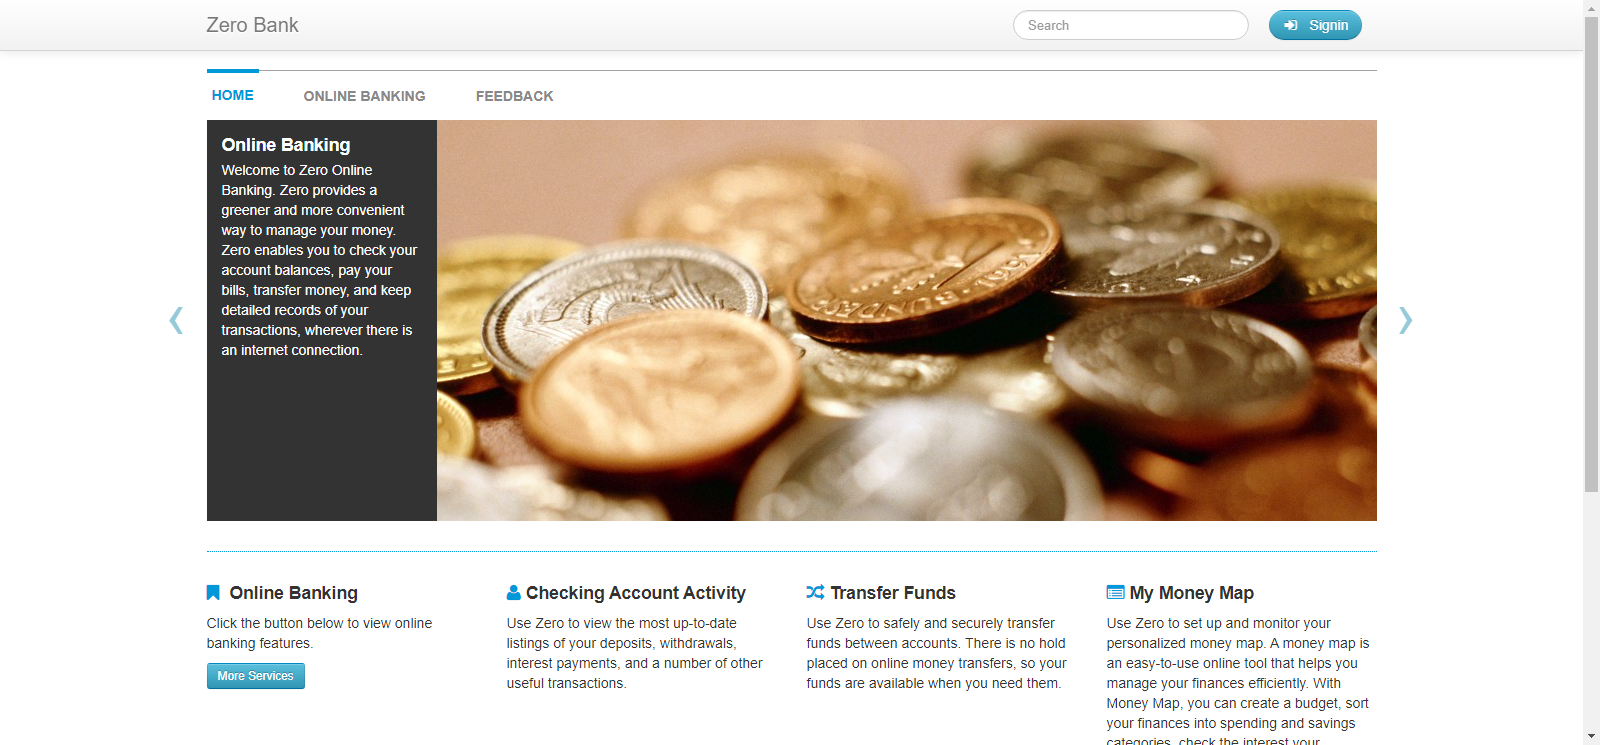 Zero Bank
Search
Signin
HOME
ONLINE BANKING
FEEDBACK
Online Banking
Welcome to Zero Online
Banking. Zero provides a
greener and more convenient
way to manage your money.
Zero enables you to check your
account balances, pay your
bills, transfer money, and keep
detailed records of your
transactions, wherever there is
an internet connection.
Online Banking
Click the button below to view online
banking features.
More Services
Checking Account Activity
Use Zero to view the most up-to-date
listings of your deposits, withdrawals,
interest payments, and a number of other
useful transactions.
Transfer Funds
Use Zero to safely and securely transfer
funds between accounts. There is no hold
placed on online money transfers, so your
funds are available when you need them.
My Money Map
Use Zero to set up and monitor your
personalized money map. A money map is
an easy-to-use online tool that helps you
manage your finances efficiently. With
Money Map, you can create a budget, sort
your finances into spending and savings
categories, check the interest your